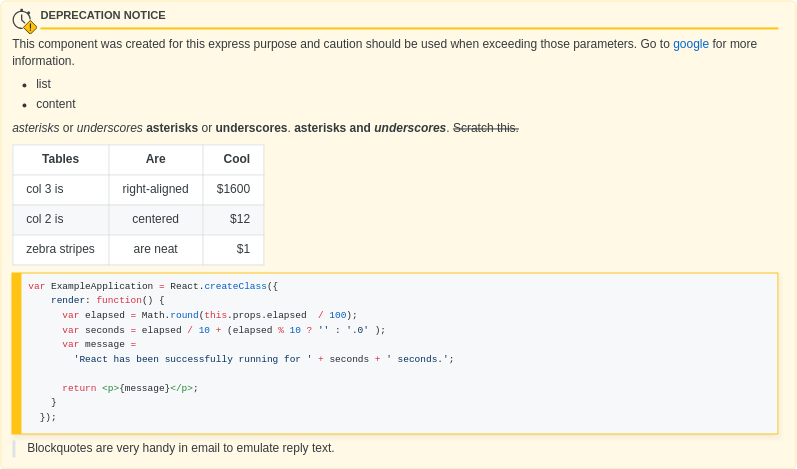 DEPRECATION NOTICE
This component was created for this express purpose and caution should be used when exceeding those parameters. Go to google for more
information.
• list
• content
asterisks or underscores asterisks or underscores. asterisks and underscores. Scratch this.
Tables Are Cool
col 3 is right-aligned $1600
col 2 is centered $12
zebra stripes are neat $1
var ExampleApplication = React.createClass({
    render: function() {
      var elapsed = Math.round(this.props.elapsed  / 100);
      var seconds = elapsed / 10 + (elapsed % 10 ? '' : '.0' );
      var message =
        'React has been successfully running for ' + seconds + ' seconds.';

      return <p>{message}</p>;
    }
  });
Blockquotes are very handy in email to emulate reply text.